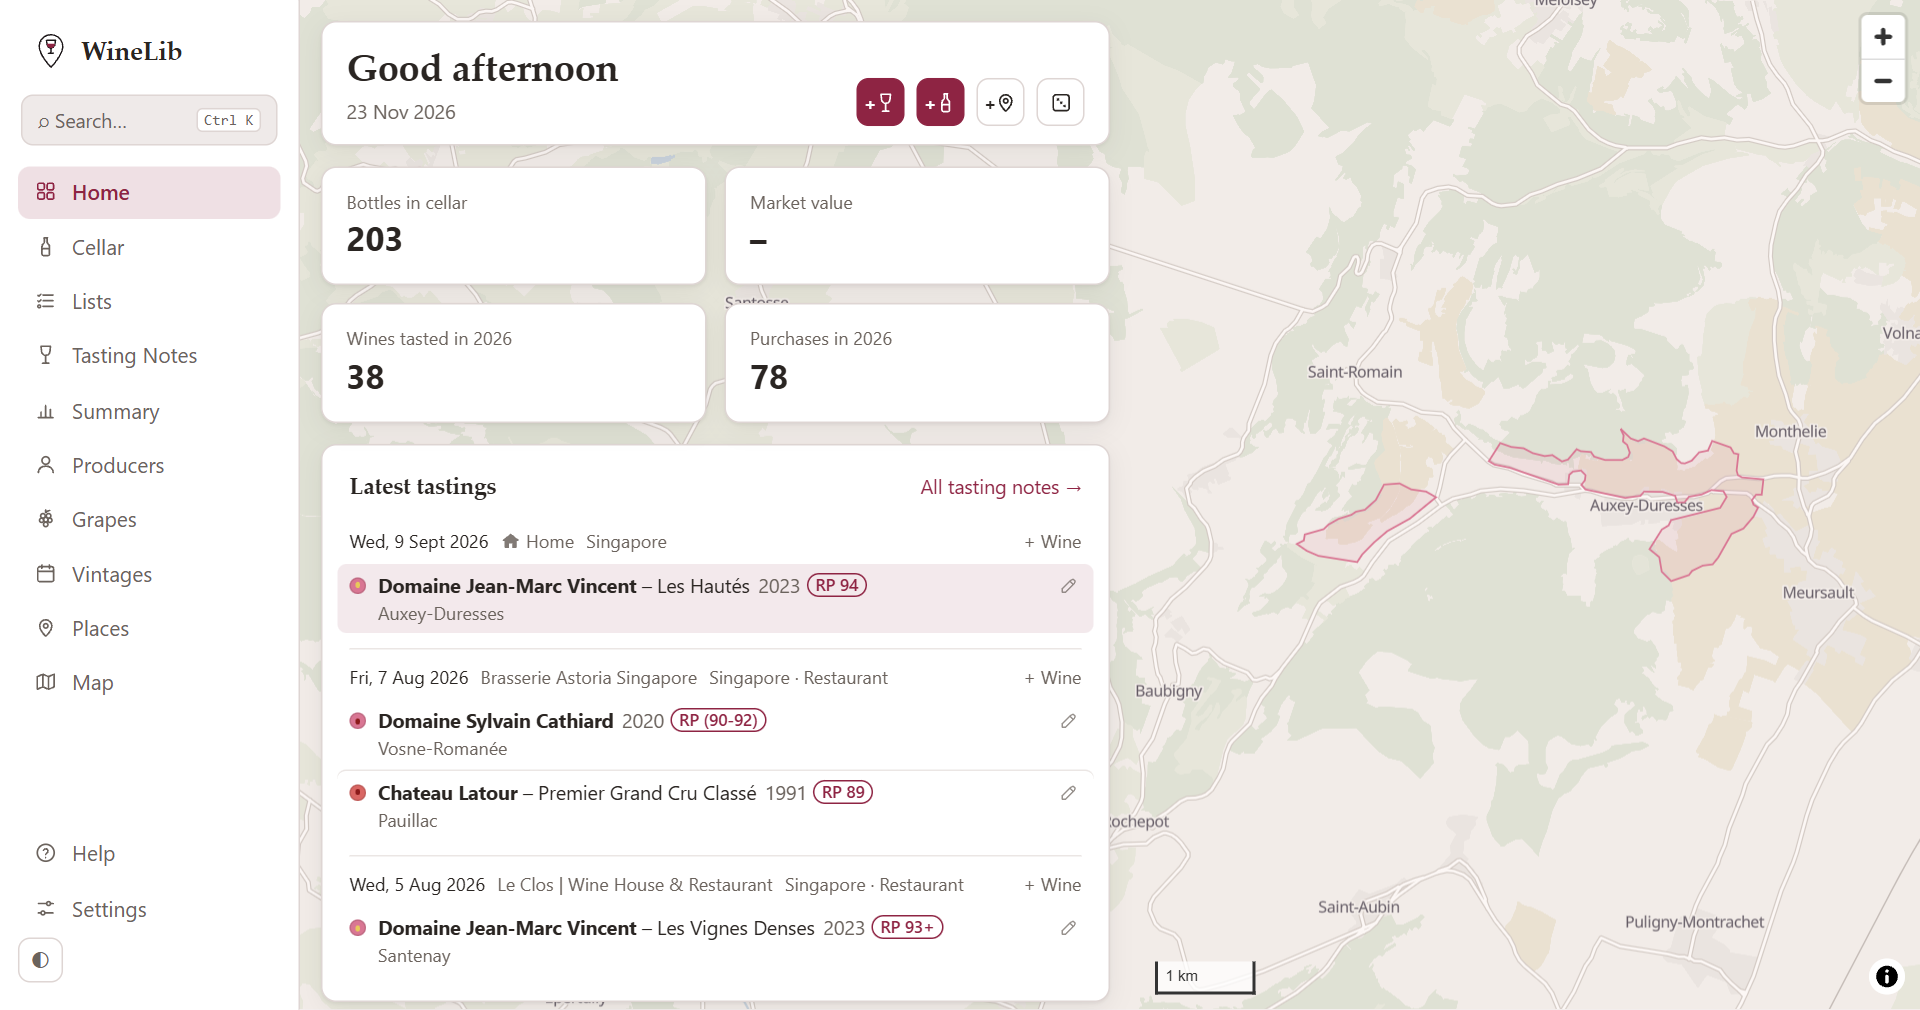 WineLib
Search...
Ctrl K
Home
Cellar
Lists
Tasting Notes
Summary
Producers
Grapes
Vintages
Places
Map
Help
Settings
Good afternoon
23 Nov 2026
+
+
+
Bottles in cellar
203
Market value
–
Wines tasted in 2026
38
Purchases in 2026
78
Latest tastings
All tasting notes →
Wed, 9 Sept 2026 Home Singapore + Wine
Domaine Jean-Marc Vincent – Les Hautés 2023 RP 94
Auxey-Duresses
Fri, 7 Aug 2026 Brasserie Astoria Singapore Singapore · Restaurant + Wine
Domaine Sylvain Cathiard 2020 RP (90-92)
Vosne-Romanée
Chateau Latour – Premier Grand Cru Classé 1991 RP 89
Pauillac
Wed, 5 Aug 2026 Le Clos | Wine House & Restaurant Singapore · Restaurant + Wine
Domaine Jean-Marc Vincent – Les Vignes Denses 2023 RP 93+
Santenay
Santosse
Saint-Romain
Volna
Monthelie
Auxey-Duresses
Meursault
Baubigny
ochepot
Saint-Aubin
Puligny-Montrachet
1 km
+
−